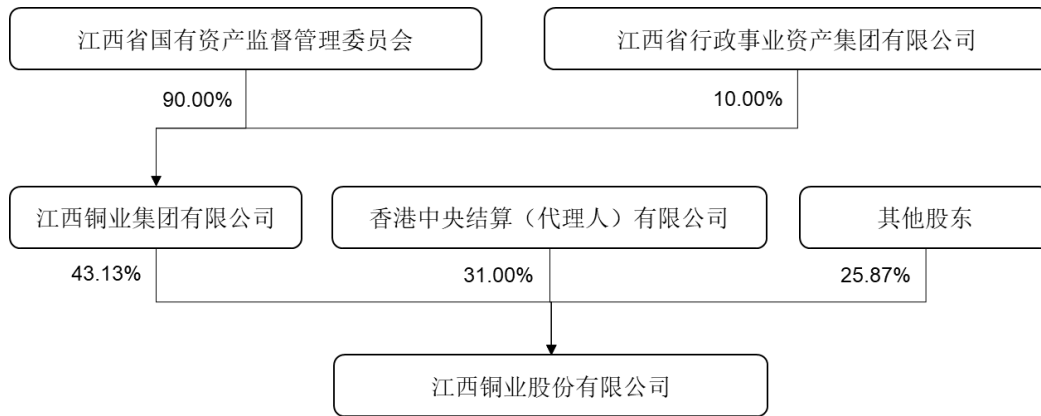 江西省国有资产监督管理委员会
江西省行政事业资产集团有限公司
90.00%
10.00%
江西铜业集团有限公司
香港中央结算（代理人）有限公司
其他股东
43.13%
31.00%
25.87%
江西铜业股份有限公司